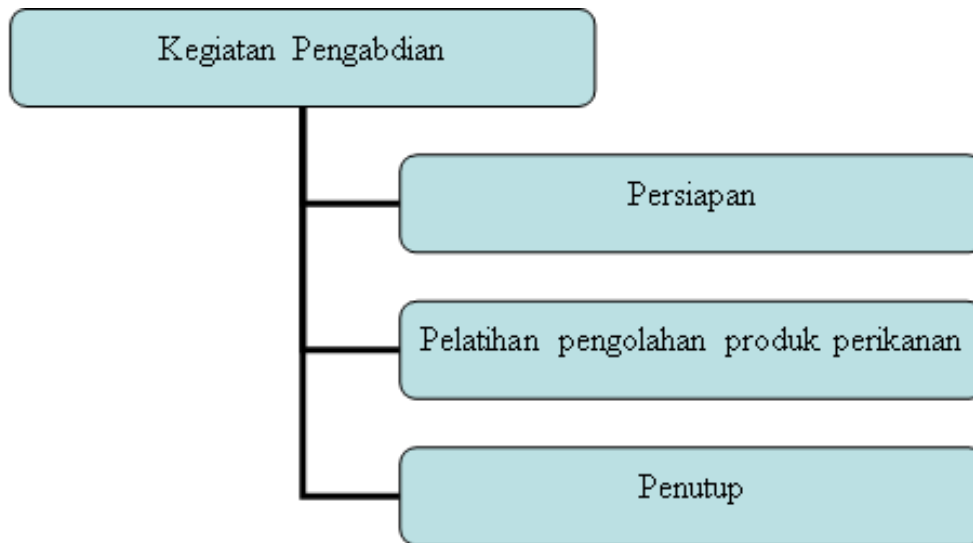 Kegiatan Pengabdian
Persiapan
Pelatihan pengolahan produk perikanan
Penutup